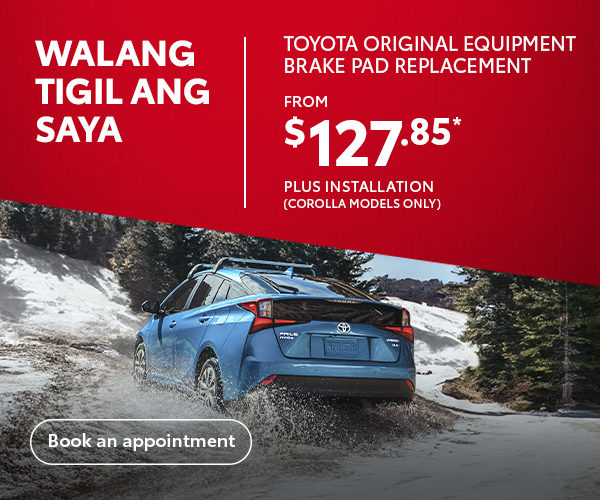 WALANG
TIGIL ANG
SAYA
TOYOTA ORIGINAL EQUIPMENT
BRAKE PAD REPLACEMENT
FROM
$127.85*
PLUS INSTALLATION
(COROLLA MODELS ONLY)
PRIUS
Book an appointment